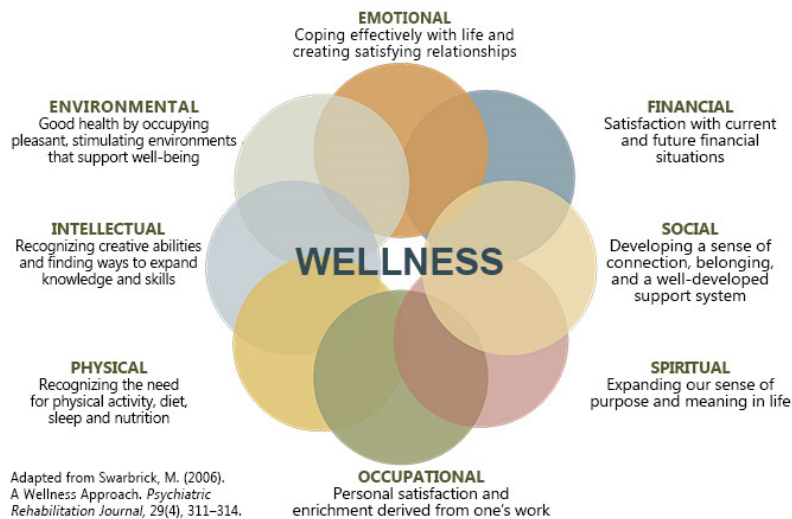 EMOTIONAL
Coping effectively with life and
creating satisfying relationships
ENVIRONMENTAL
Good health by occupying
pleasant, stimulating environments
that support well-being
FINANCIAL
Satisfaction with current
and future financial
situations
INTELLECTUAL
Recognizing creative abilities
and finding ways to expand
knowledge and skills
WELLNESS
SOCIAL
Developing a sense of
connection, belonging,
and a well-developed
support system
PHYSICAL
Recognizing the need
for physical activity, diet,
sleep and nutrition
SPIRITUAL
Expanding our sense of
purpose and meaning in life
OCCUPATIONAL
Personal satisfaction and
enrichment derived from one's work
Adapted from Swarbrick, M. (2006).
A Wellness Approach. Psychiatric
Rehabilitation Journal, 29(4), 311–314.